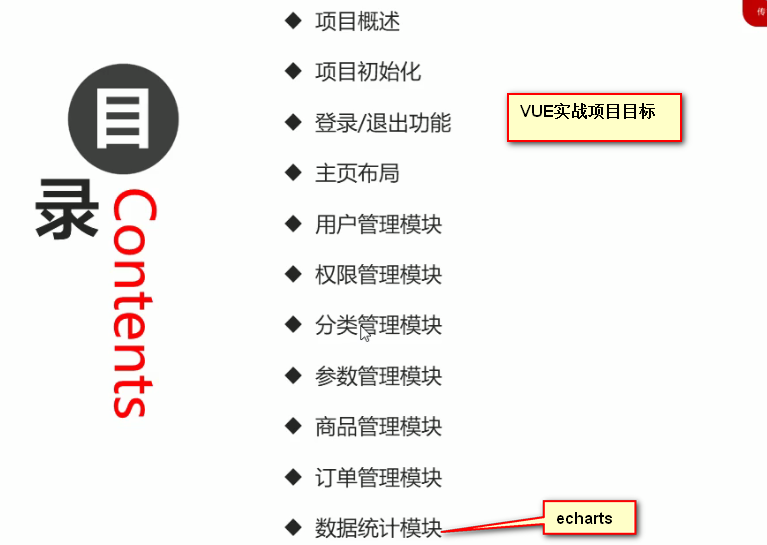 目录
Contents
项目概述
项目初始化
登录/退出功能
主页布局
用户管理模块
权限管理模块
分类管理模块
参数管理模块
商品管理模块
订单管理模块
数据统计模块
VUE实战项目目标
echarts
传